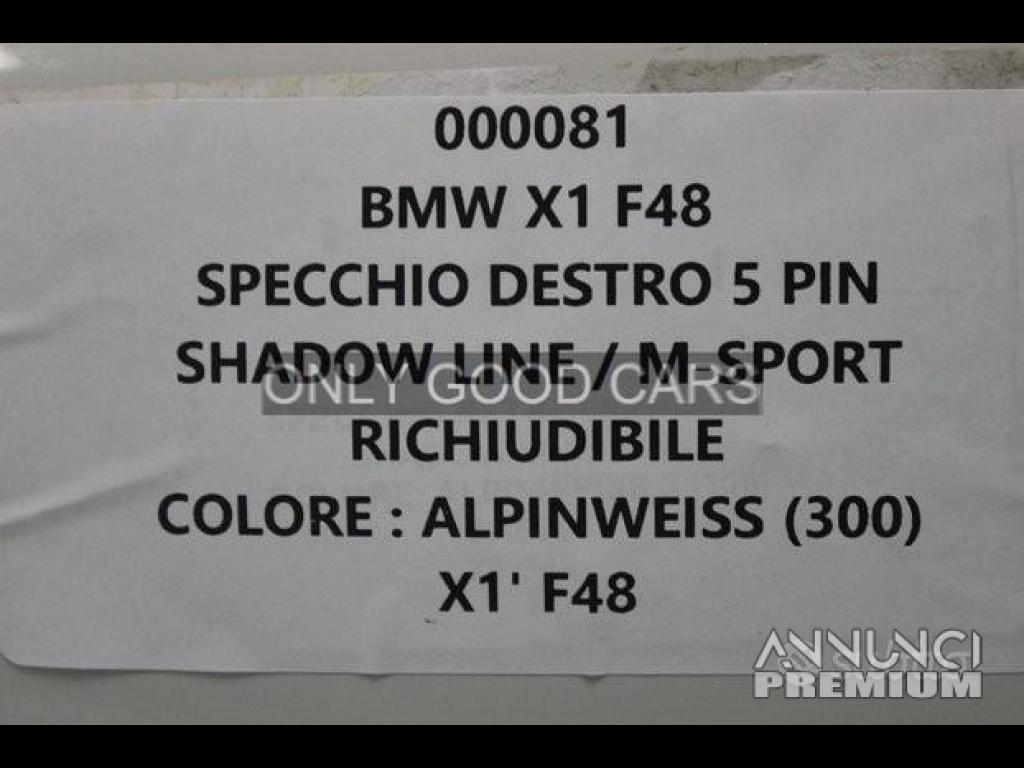 000081
BMW X1 F48
SPECCHIO DESTRO 5 PIN
SHADOW LINE / M-SPORT
ONLY GOOD CARS
RICHIUDIBILE
COLORE : ALPINWEISS (300)
X1' F48
ANNUNCI
PREMIUM